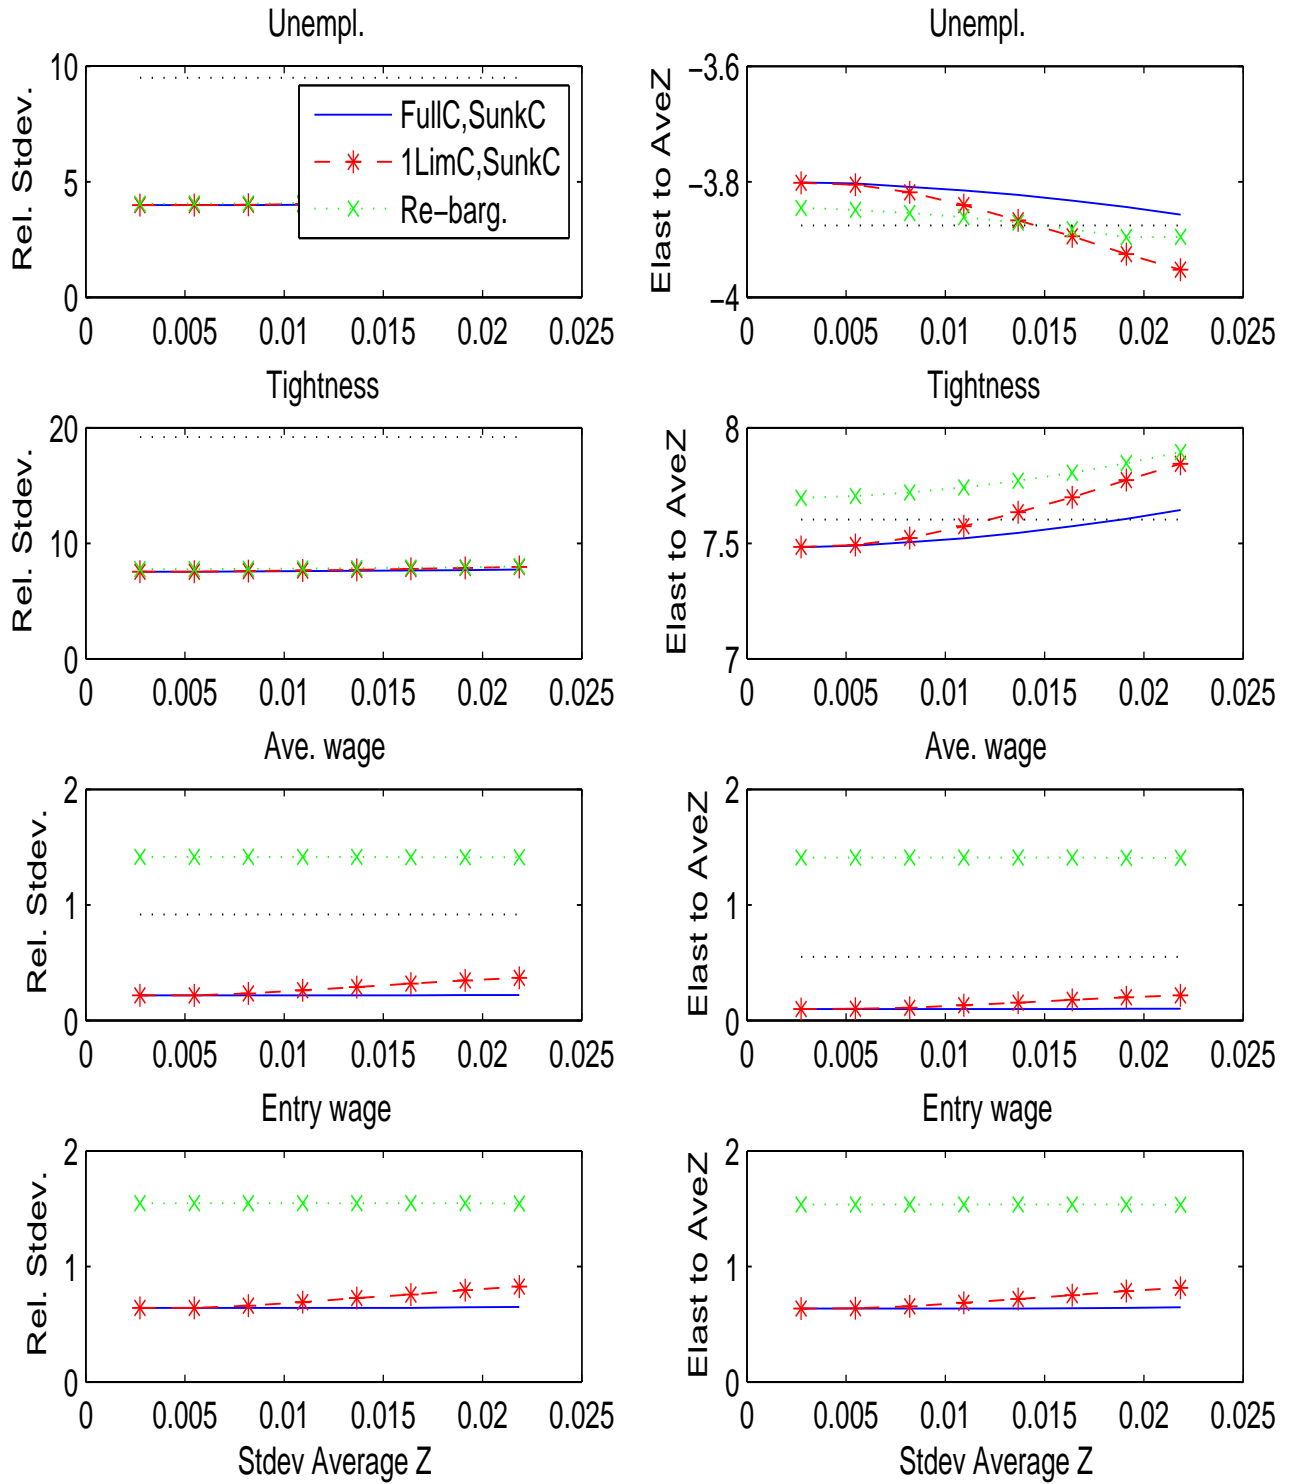 Unempl.
Rel. Stdev.
10
5
0
0 0.005 0.01 0.015 0.02 0.025
FullC,SunkC
1LimC,SunkC
Re−barg.
Unempl.
Elast to AveZ
−3.6
−3.8
−4
0 0.005 0.01 0.015 0.02 0.025
Tightness
Rel. Stdev.
20
10
0
0 0.005 0.01 0.015 0.02 0.025
Tightness
Elast to AveZ
8
7.5
7
0 0.005 0.01 0.015 0.02 0.025
Ave. wage
Rel. Stdev.
2
1
0
0 0.005 0.01 0.015 0.02 0.025
Ave. wage
Elast to AveZ
2
1
0
0 0.005 0.01 0.015 0.02 0.025
Entry wage
Rel. Stdev.
2
1
0
0 0.005 0.01 0.015 0.02 0.025
Stdev Average Z
Entry wage
Elast to AveZ
2
1
0
0 0.005 0.01 0.015 0.02 0.025
Stdev Average Z